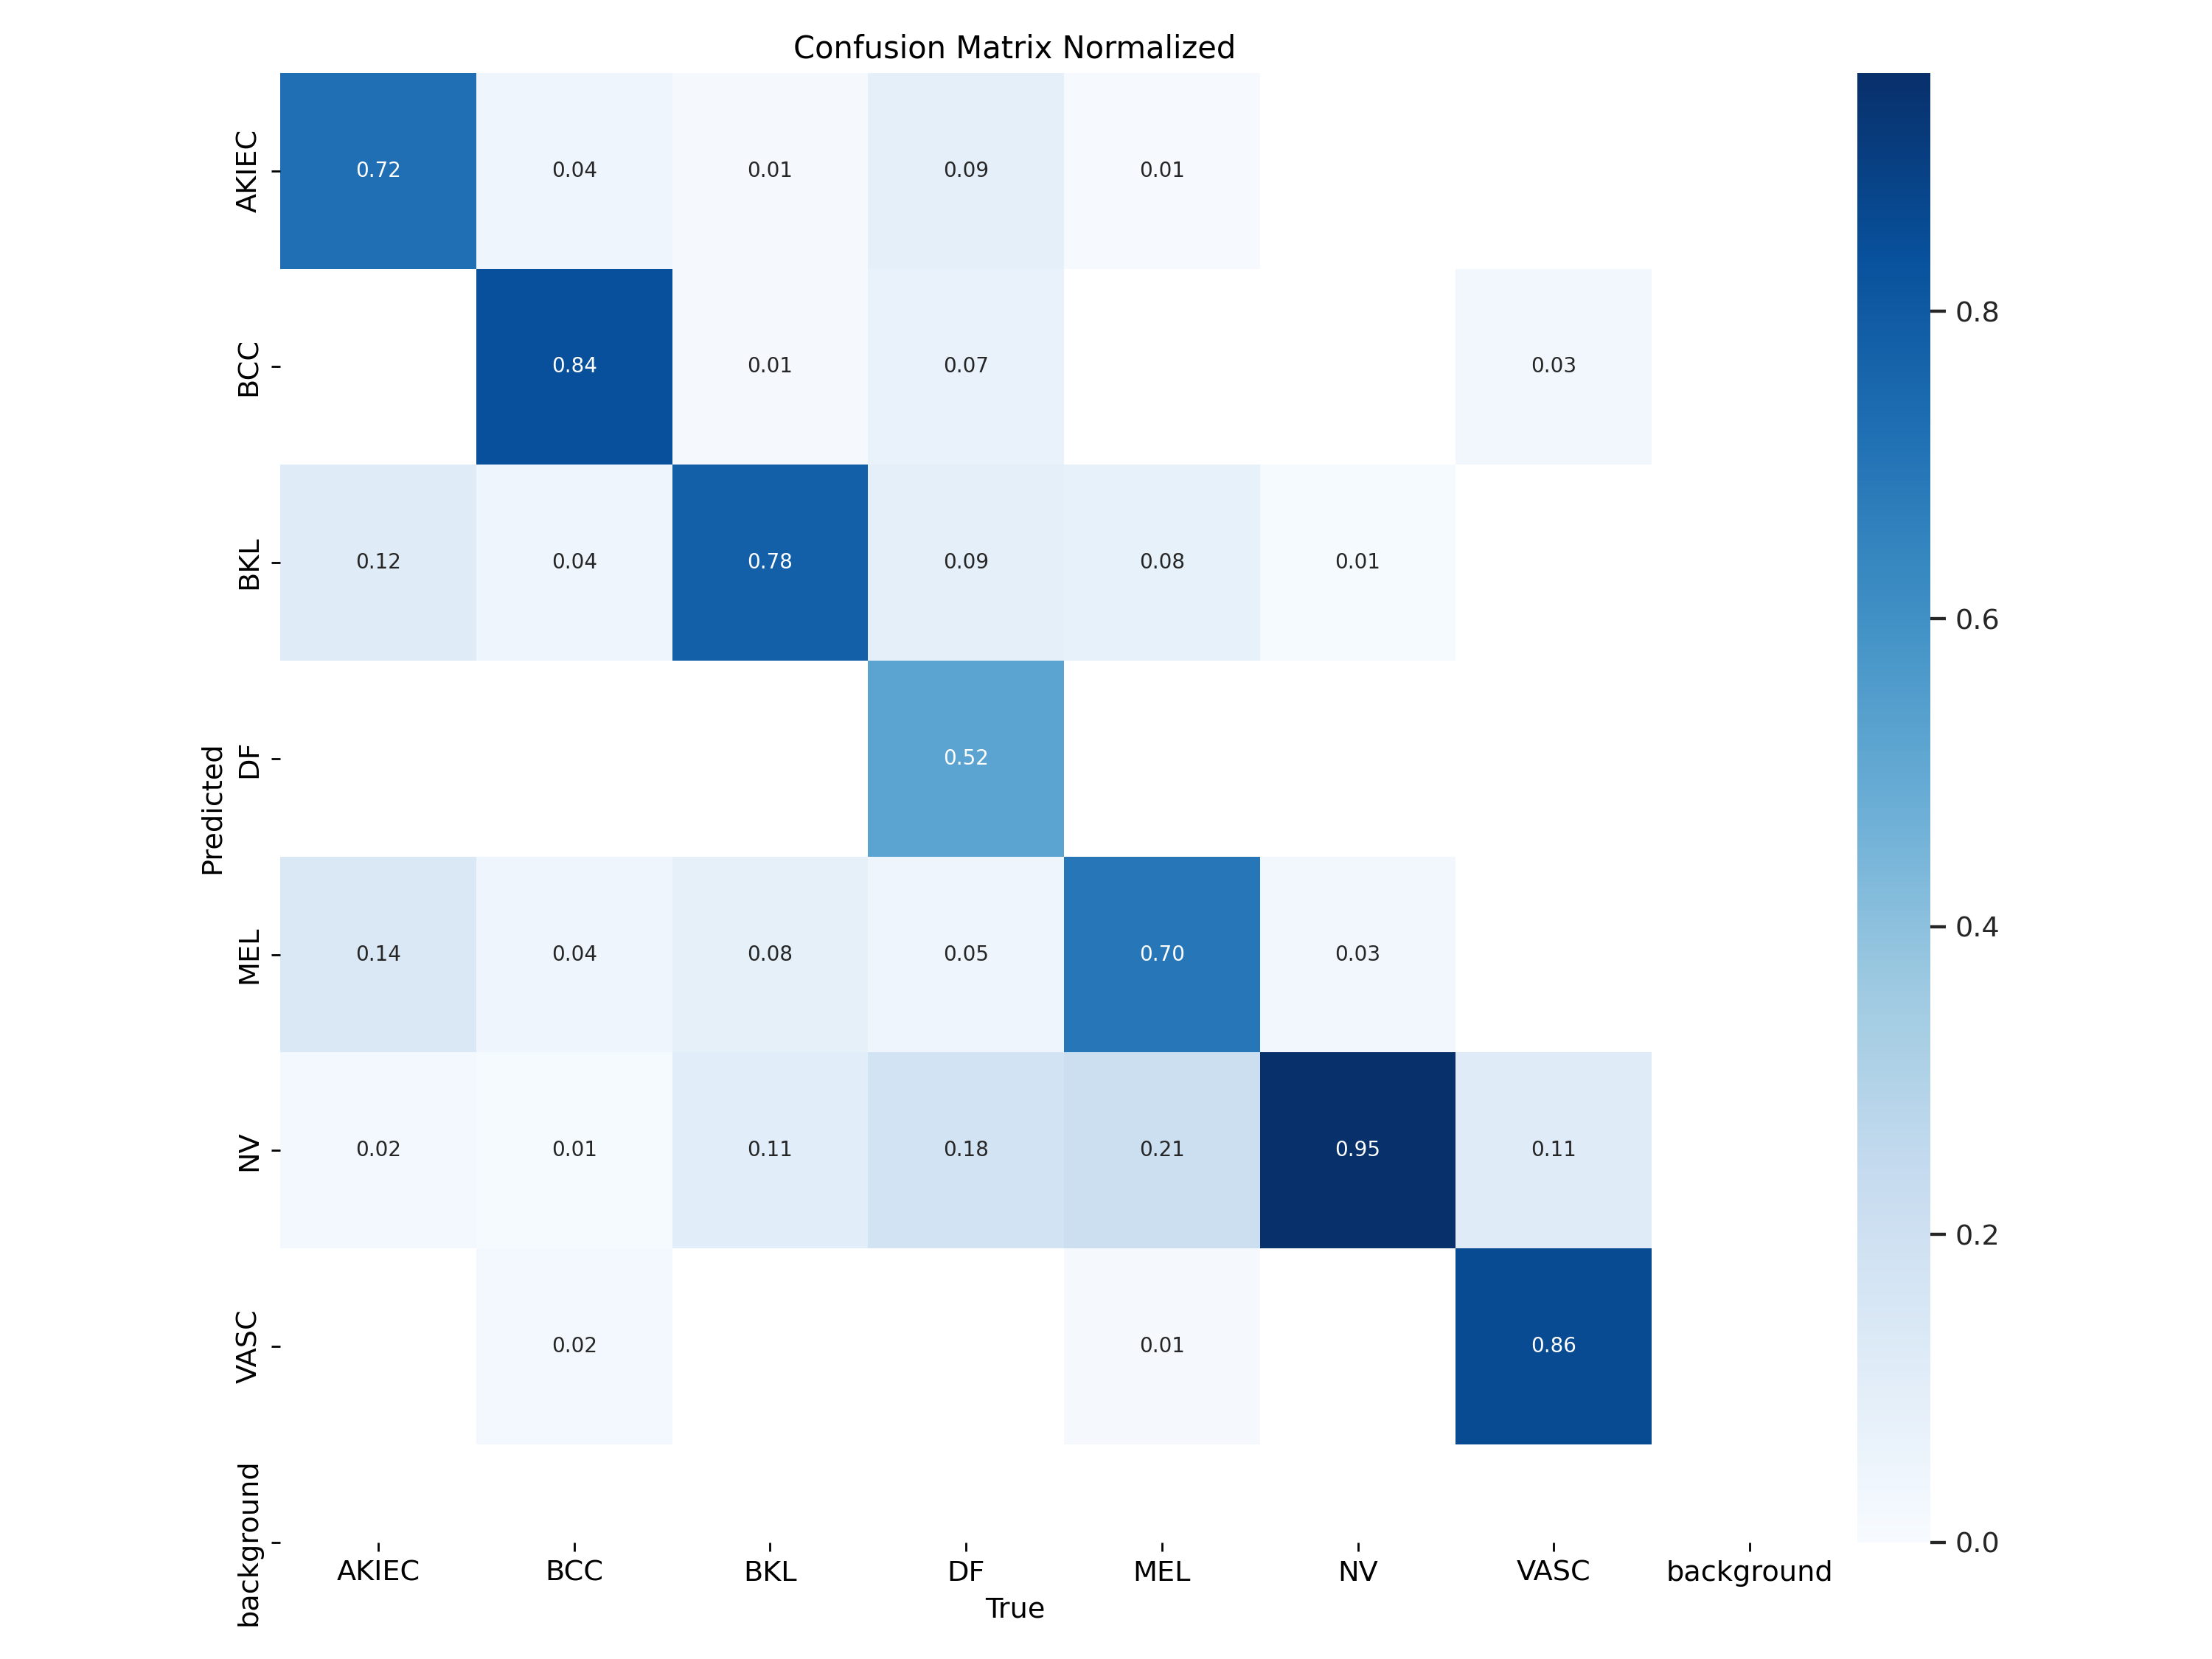 Confusion Matrix Normalized
AKIEC 0.72 0.04 0.01 0.09 0.01
BCC 0.84 0.01 0.07 0.03
BKL 0.12 0.04 0.78 0.09 0.08 0.01
DF 0.52
MEL 0.14 0.04 0.08 0.05 0.70 0.03
NV 0.02 0.01 0.11 0.18 0.21 0.95 0.11
VASC 0.02 0.01 0.86
background
Predicted
AKIEC BCC BKL DF MEL NV VASC background
True
0.8
0.6
0.4
0.2
0.0